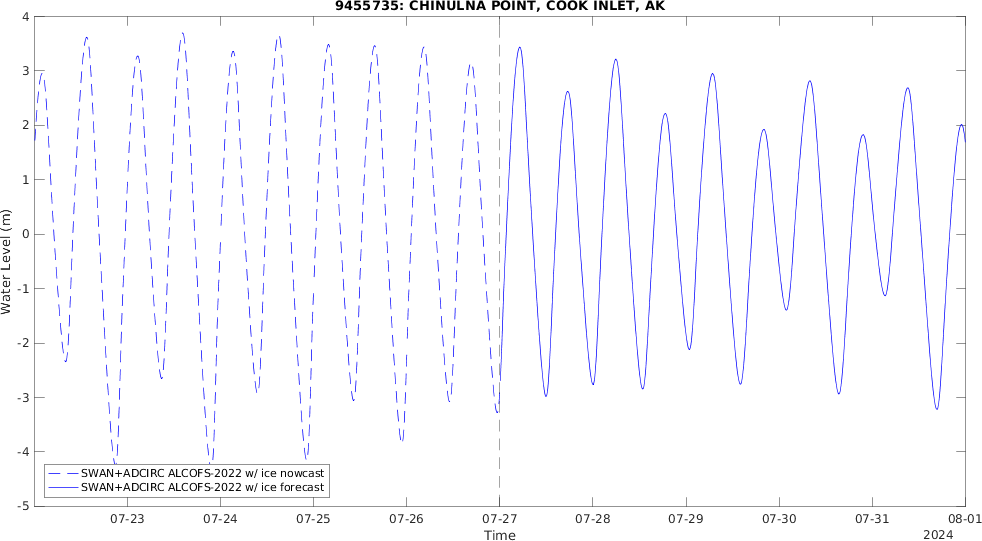 9455735: CHINULNA POINT, COOK INLET, AK
4
3
2
1
0
-1
-2
-3
-4
-5
Water Level (m)
SWAN+ADCIRC ALCOFS-2022 w/ ice nowcast
SWAN+ADCIRC ALCOFS-2022 w/ ice forecast
07-23 07-24 07-25 07-26 07-27 07-28 07-29 07-30 07-31 08-01
Time
2024